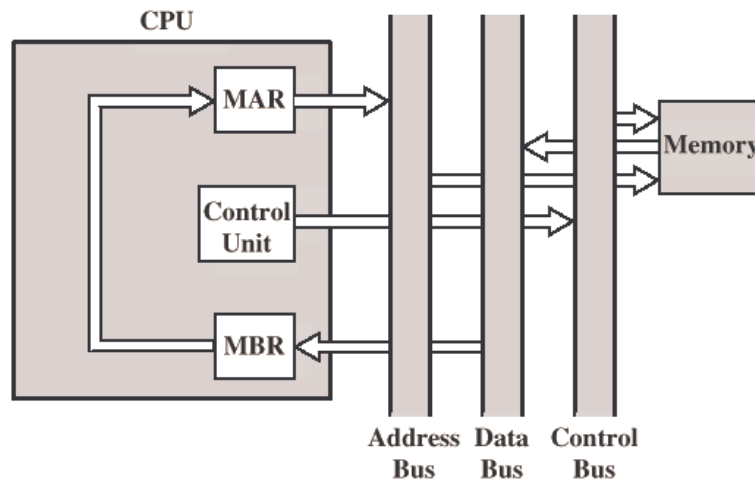 CPU
MAR
Memory
Control
Unit
MBR
Address
Bus
Data
Bus
Control
Bus